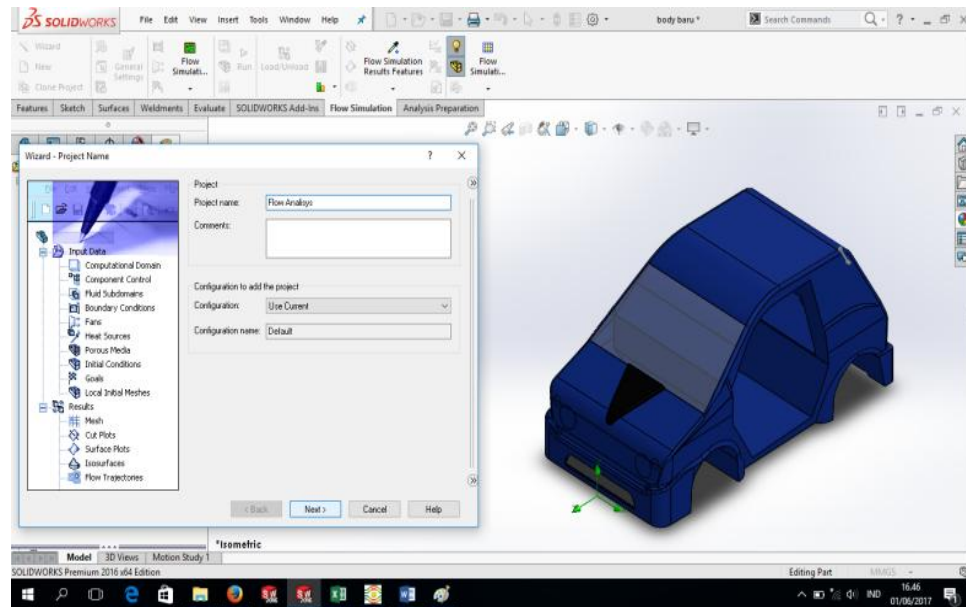 SOLIDWORKS File Edit View Insert Tools Window Help body baru * Search Commands
Wizard
New
Clone Project
General Settings
Flow Simulati...
Run
Load/Unload
Flow Simulation Results Features
Flow Simulati...
Features Sketch Surfaces Weldments Evaluate SOLIDWORKS Add-Ins Flow Simulation Analysis Preparation
Wizard - Project Name ? X
Input Data
Computational Domain
Component Control
Fluid Subdomains
Boundary Conditions
Fans
Heat Sources
Porous Media
Initial Conditions
Goals
Local Initial Meshes
Results
Mesh
Cut Plots
Surface Plots
Isosurfaces
Flow Trajectories
Project
Project name: Flow Analisys
Comments:
Configuration to add the project
Configuration: Use Current
Configuration name: Default
< Back Next > Cancel Help
*Isometric
Model 3D Views Motion Study 1
SOLIDWORKS Premium 2016 x64 Edition Editing Part MMGS
IND 16.46
01/06/2017